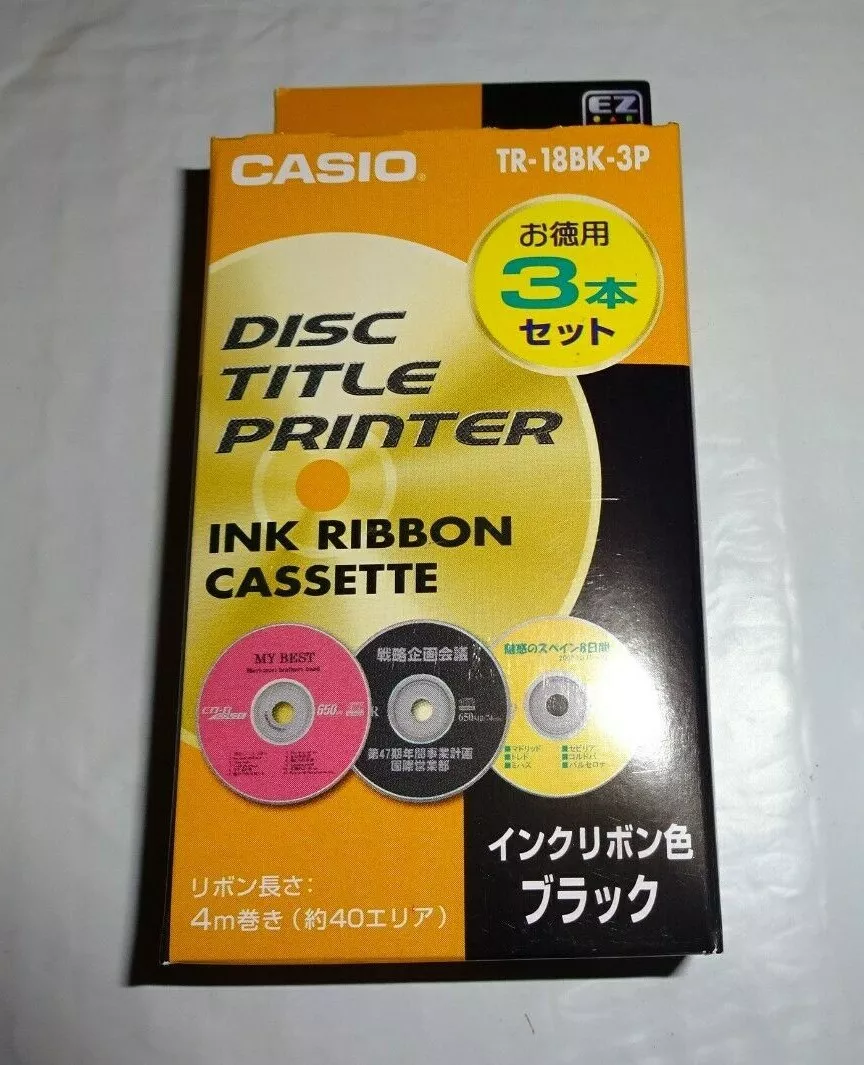 EZ
CASIO
TR-18BK-3P
お徳用
3本
セット
DISC
TITLE
PRINTER
INK RIBBON
CASSETTE
MY BEST
650
戦略企画会議
650
第47期年間事業計画
国際営業部
魅惑のスペイン8日間
■マドリッド ■セビリア
■トレド ■コルドバ
■ミハス ■バルセロナ
インクリボン色
ブラック
リボン長さ:
4m巻き(約40エリア)